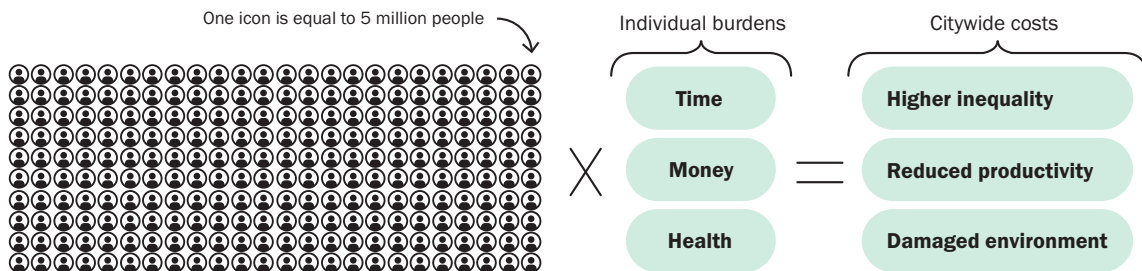 One icon is equal to 5 million people
Individual burdens
Citywide costs
Time
Higher inequality
Money
Reduced productivity
Health
Damaged environment